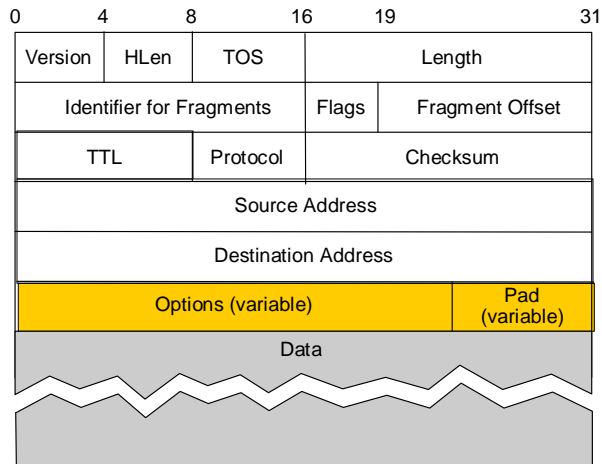 0 4 8 16 19 31
Version HLen TOS Length
Identifier for Fragments Flags Fragment Offset
TTL Protocol Checksum
Source Address
Destination Address
Options (variable) Pad
(variable)
Data